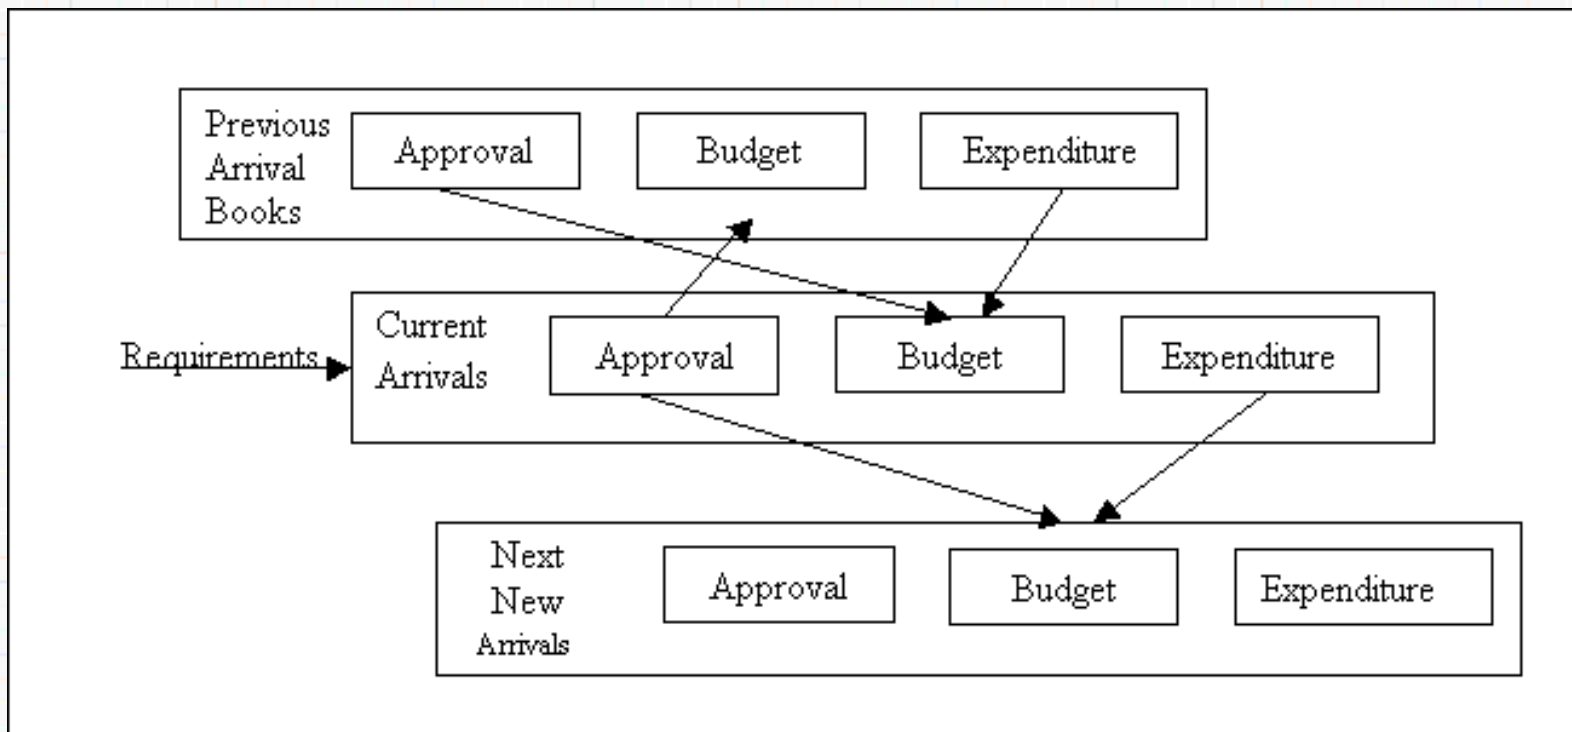 Previous
Arrival
Books
Approval
Budget
Expenditure
Requirements
Current
Arrivals
Approval
Budget
Expenditure
Next
New
Arrivals
Approval
Budget
Expenditure